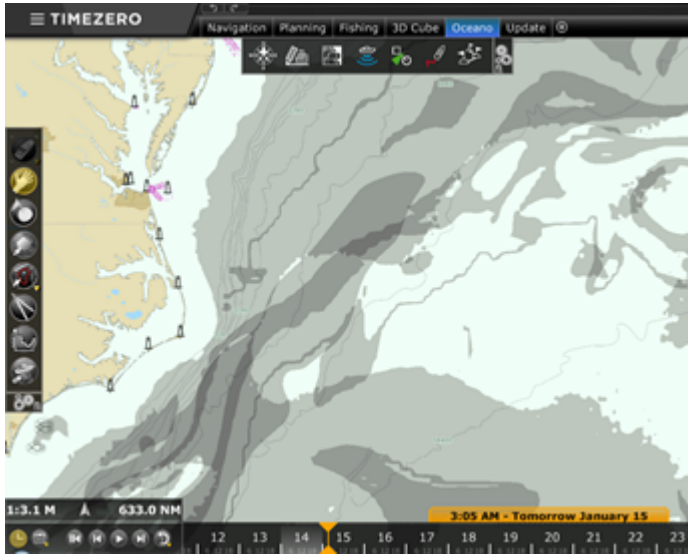 TIMEZERO
Navigation Planning Fishing 3D Cube Oceano Update
1:3.1 M 633.0 NM
3:05 AM - Tomorrow January 15
12 13 14 15 16 17 18 19 20 21 22 23